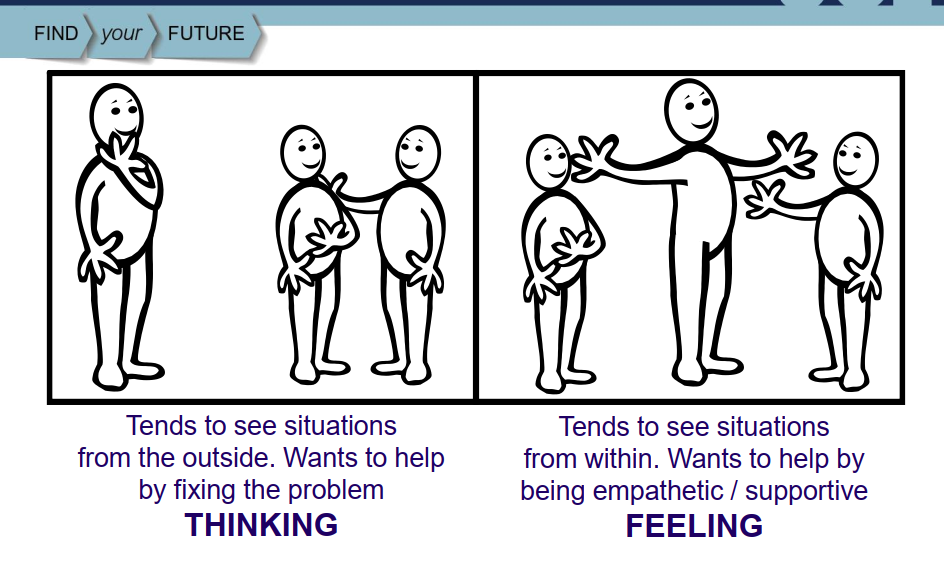 FIND your FUTURE
Tends to see situations
from the outside. Wants to help
by fixing the problem
THINKING
Tends to see situations
from within. Wants to help by
being empathetic / supportive
FEELING